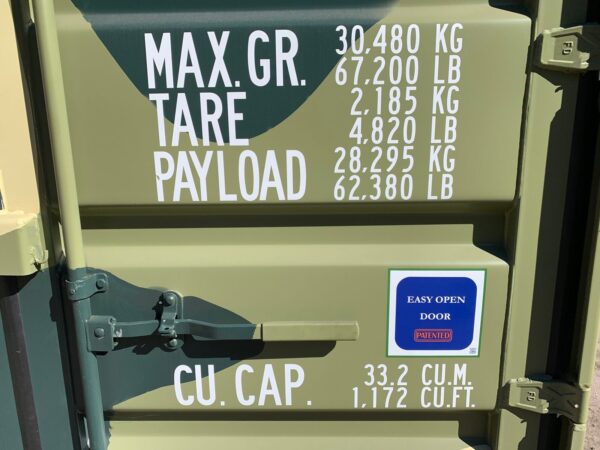 MAX. GR. 30,480 KG
67,200 LB
TARE 2,185 KG
4,820 LB
PAYLOAD 28,295 KG
62,380 LB
EASY OPEN
DOOR
PATENTED
CU. CAP. 33.2 CU.M.
1,172 CU.FT.